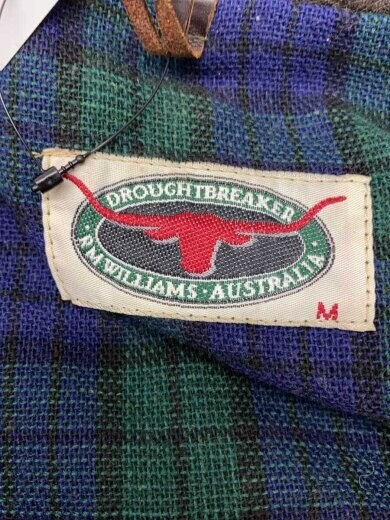 DROUGHTBREAKER
· R.M.WILLIAMS · AUSTRALIA ·
M